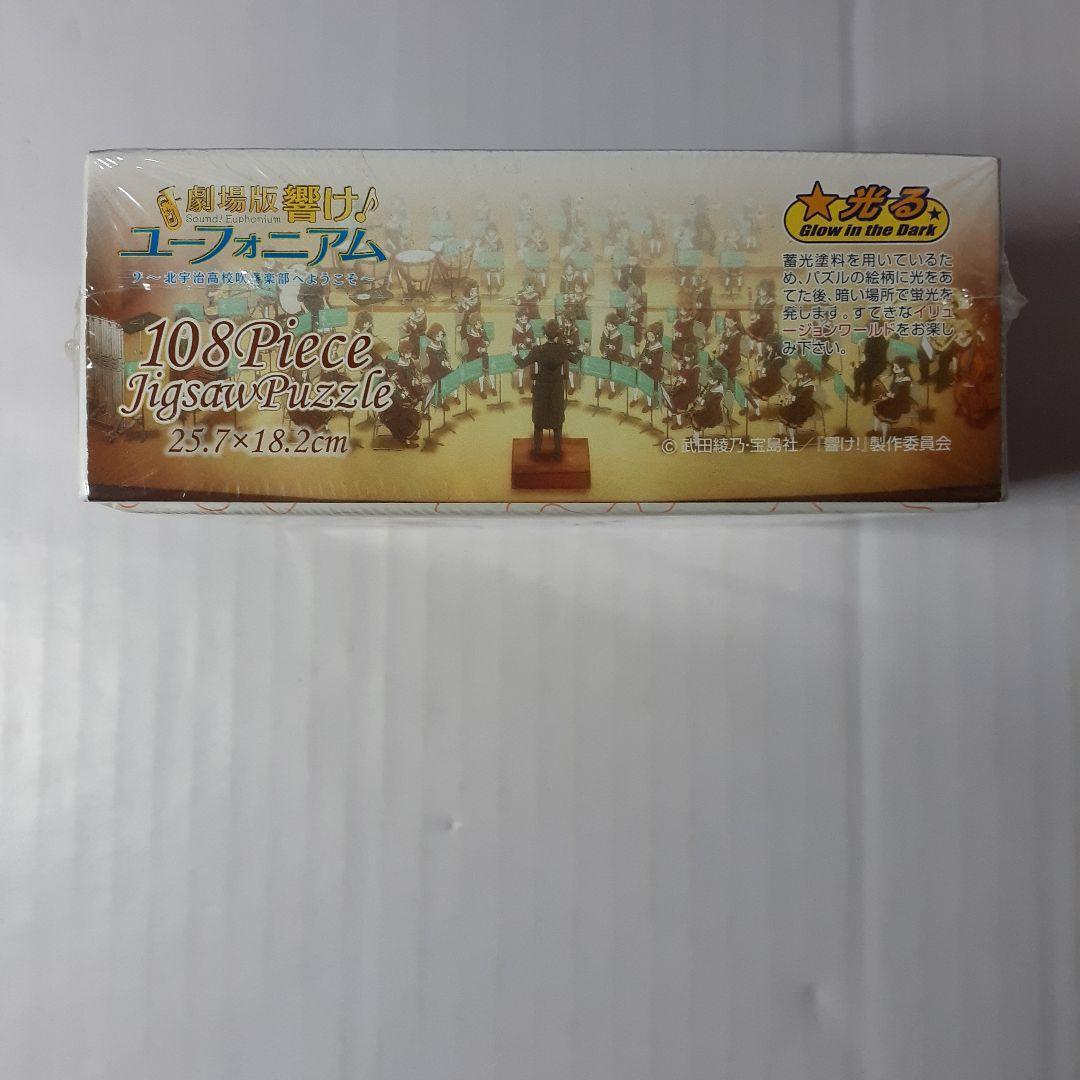 劇場版 響け!
Sound! Euphonium
ユーフォニアム
～北宇治高校吹奏楽部へようこそ～
108Piece
JigsawPuzzle
25.7×18.2cm
光る
Glow in the Dark
蓄光塗料を用いているた
め、パズルの絵柄に光をあ
てた後、暗い場所で蛍光を
発します。すてきなイリュ
ージョンワールドをお楽し
み下さい。
© 武田綾乃・宝島社/『響け!』製作委員会